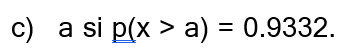 c) a si p(x > a) = 0.9332.